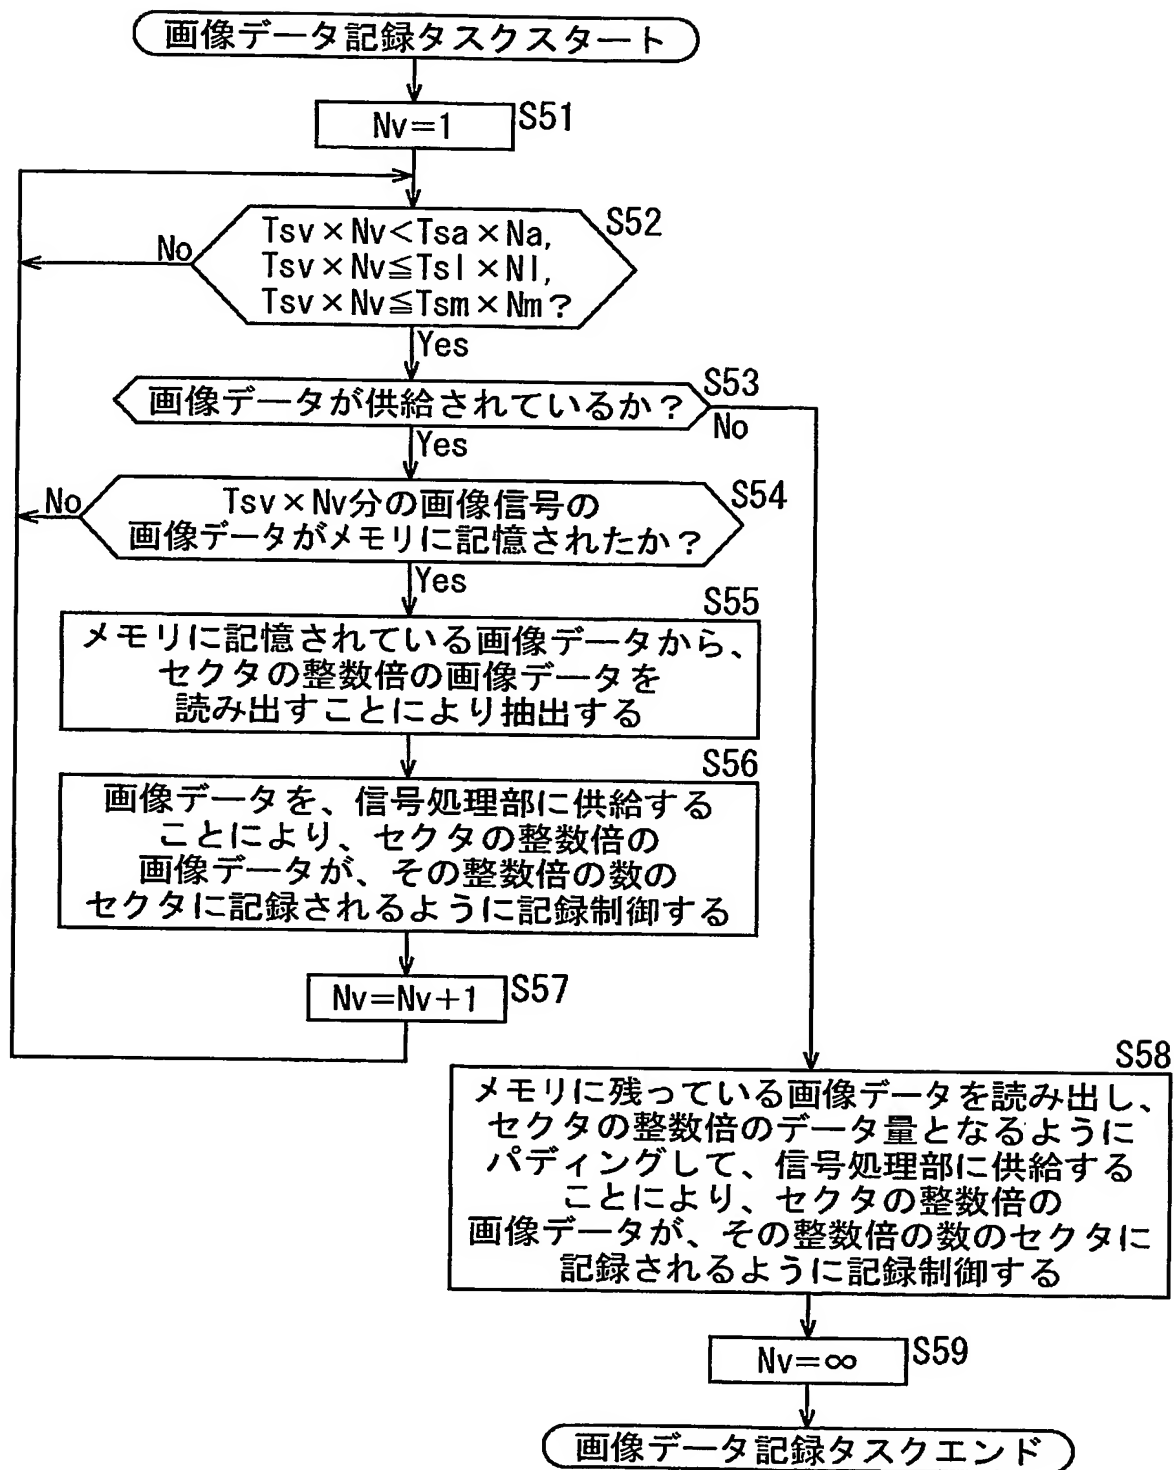 画像データ記録タスクスタート
Nv=1
S51
S52
Tsv×Nv<Tsa×Na,
Tsv×Nv≦Tsl×Nl,
Tsv×Nv≦Tsm×Nm?
No
Yes
S53
画像データが供給されているか?
No
Yes
S54
Tsv×Nv分の画像信号の
画像データがメモリに記憶されたか?
No
Yes
S55
メモリに記憶されている画像データから、
セクタの整数倍の画像データを
読み出すことにより抽出する
S56
画像データを、信号処理部に供給する
ことにより、セクタの整数倍の
画像データが、その整数倍の数の
セクタに記録されるように記録制御する
Nv=Nv+1
S57
S58
メモリに残っている画像データを読み出し、
セクタの整数倍のデータ量となるように
パディングして、信号処理部に供給する
ことにより、セクタの整数倍の
画像データが、その整数倍の数のセクタに
記録されるように記録制御する
Nv=∞
S59
画像データ記録タスクエンド